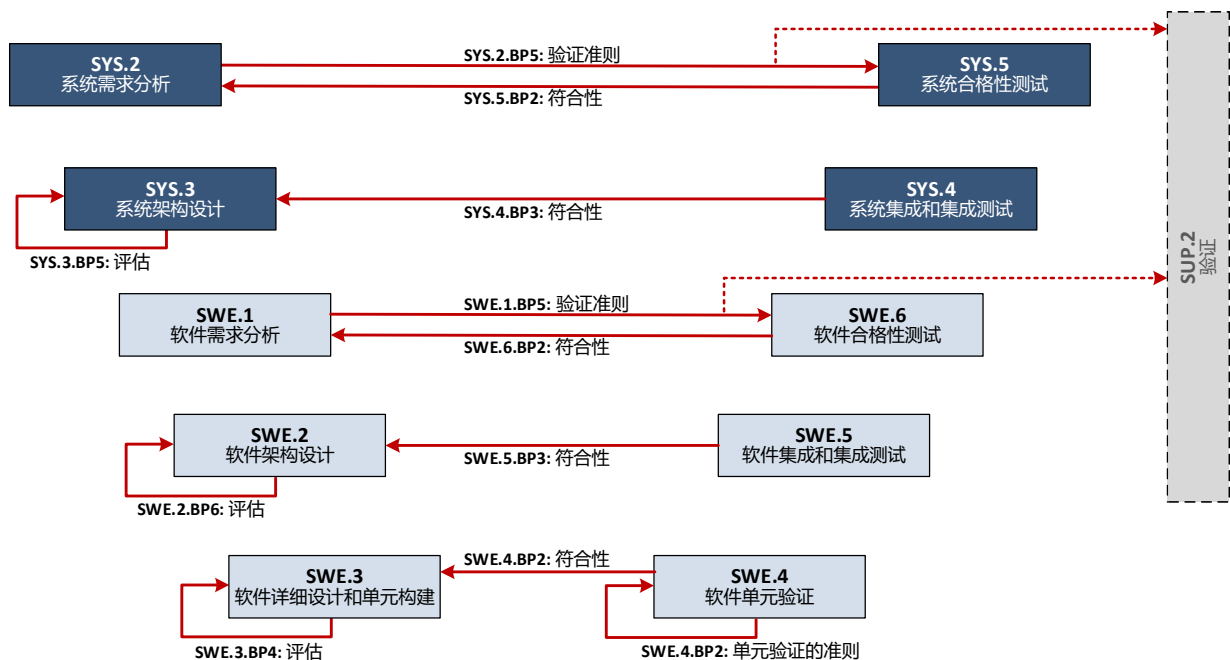 SYS.2.BP5: 验证准则
SYS.2
系统需求分析
SYS.5
系统合格性测试
SYS.5.BP2: 符合性
SYS.3
系统架构设计
SYS.4
系统集成和集成测试
SYS.4.BP3: 符合性
SYS.3.BP5: 评估
SUP.2
验证
SWE.1.BP5: 验证准则
SWE.1
软件需求分析
SWE.6
软件合格性测试
SWE.6.BP2: 符合性
SWE.2
软件架构设计
SWE.5
软件集成和集成测试
SWE.5.BP3: 符合性
SWE.2.BP6: 评估
SWE.4.BP2: 符合性
SWE.3
软件详细设计和单元构建
SWE.4
软件单元验证
SWE.3.BP4: 评估
SWE.4.BP2: 单元验证的准则